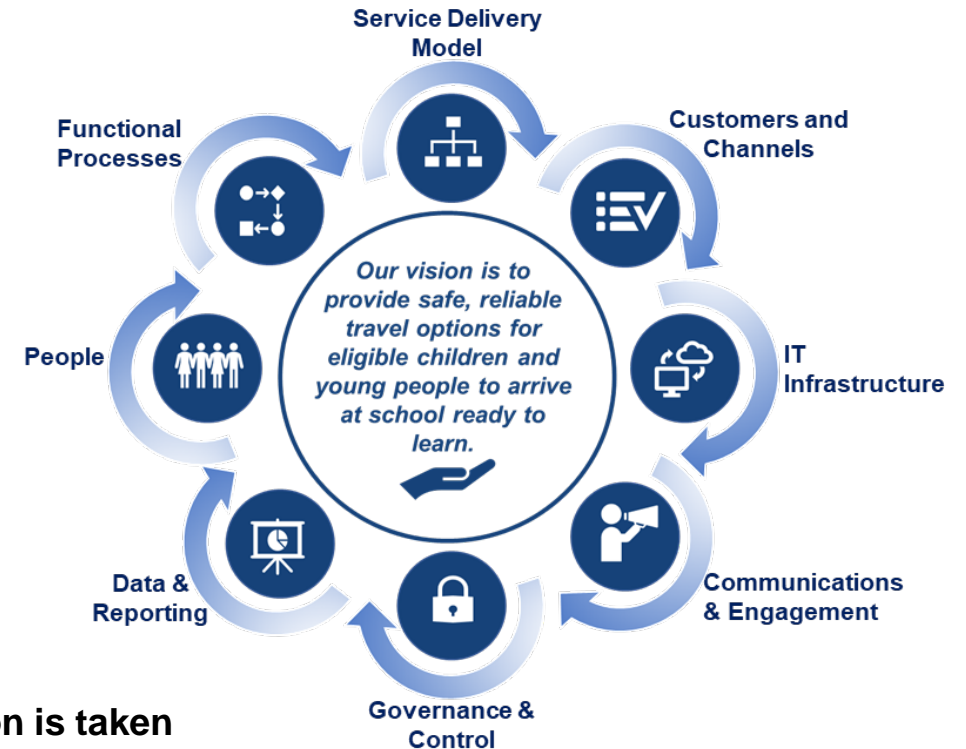 Service Delivery
Model
Customers and
Channels
IT
Infrastructure
Communications
& Engagement
Governance &
Control
Data &
Reporting
People
Functional
Processes
Our vision is to
provide safe, reliable
travel options for
eligible children and
young people to arrive
at school ready to
learn.
is taken